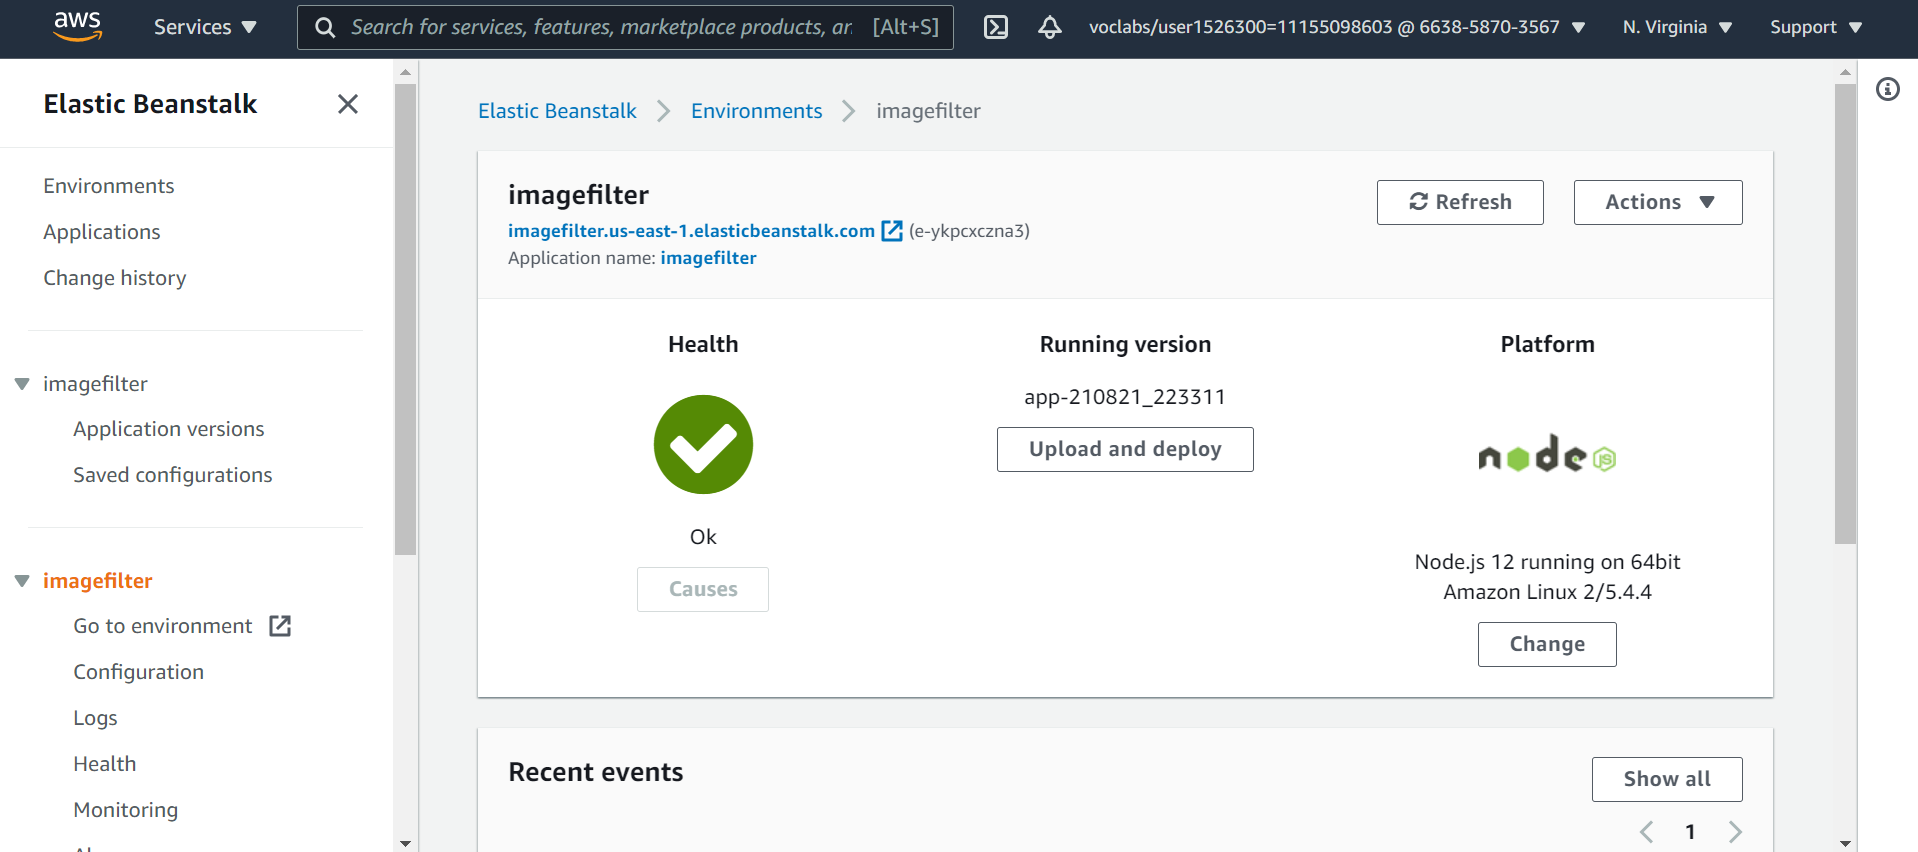 aws
Services
Search for services, features, marketplace products, ar
[Alt+S]
voclabs/user1526300=11155098603 @ 6638-5870-3567
N. Virginia
Support
Elastic Beanstalk
Environments
Applications
Change history
imagefilter
Application versions
Saved configurations
imagefilter
Go to environment
Configuration
Logs
Health
Monitoring
Elastic Beanstalk
Environments
imagefilter
imagefilter
imagefilter.us-east-1.elasticbeanstalk.com (e-ykpcxczna3)
Application name: imagefilter
Refresh
Actions
Health
Ok
Causes
Running version
app-210821_223311
Upload and deploy
Platform
node JS
Node.js 12 running on 64bit
Amazon Linux 2/5.4.4
Change
Recent events
Show all
1